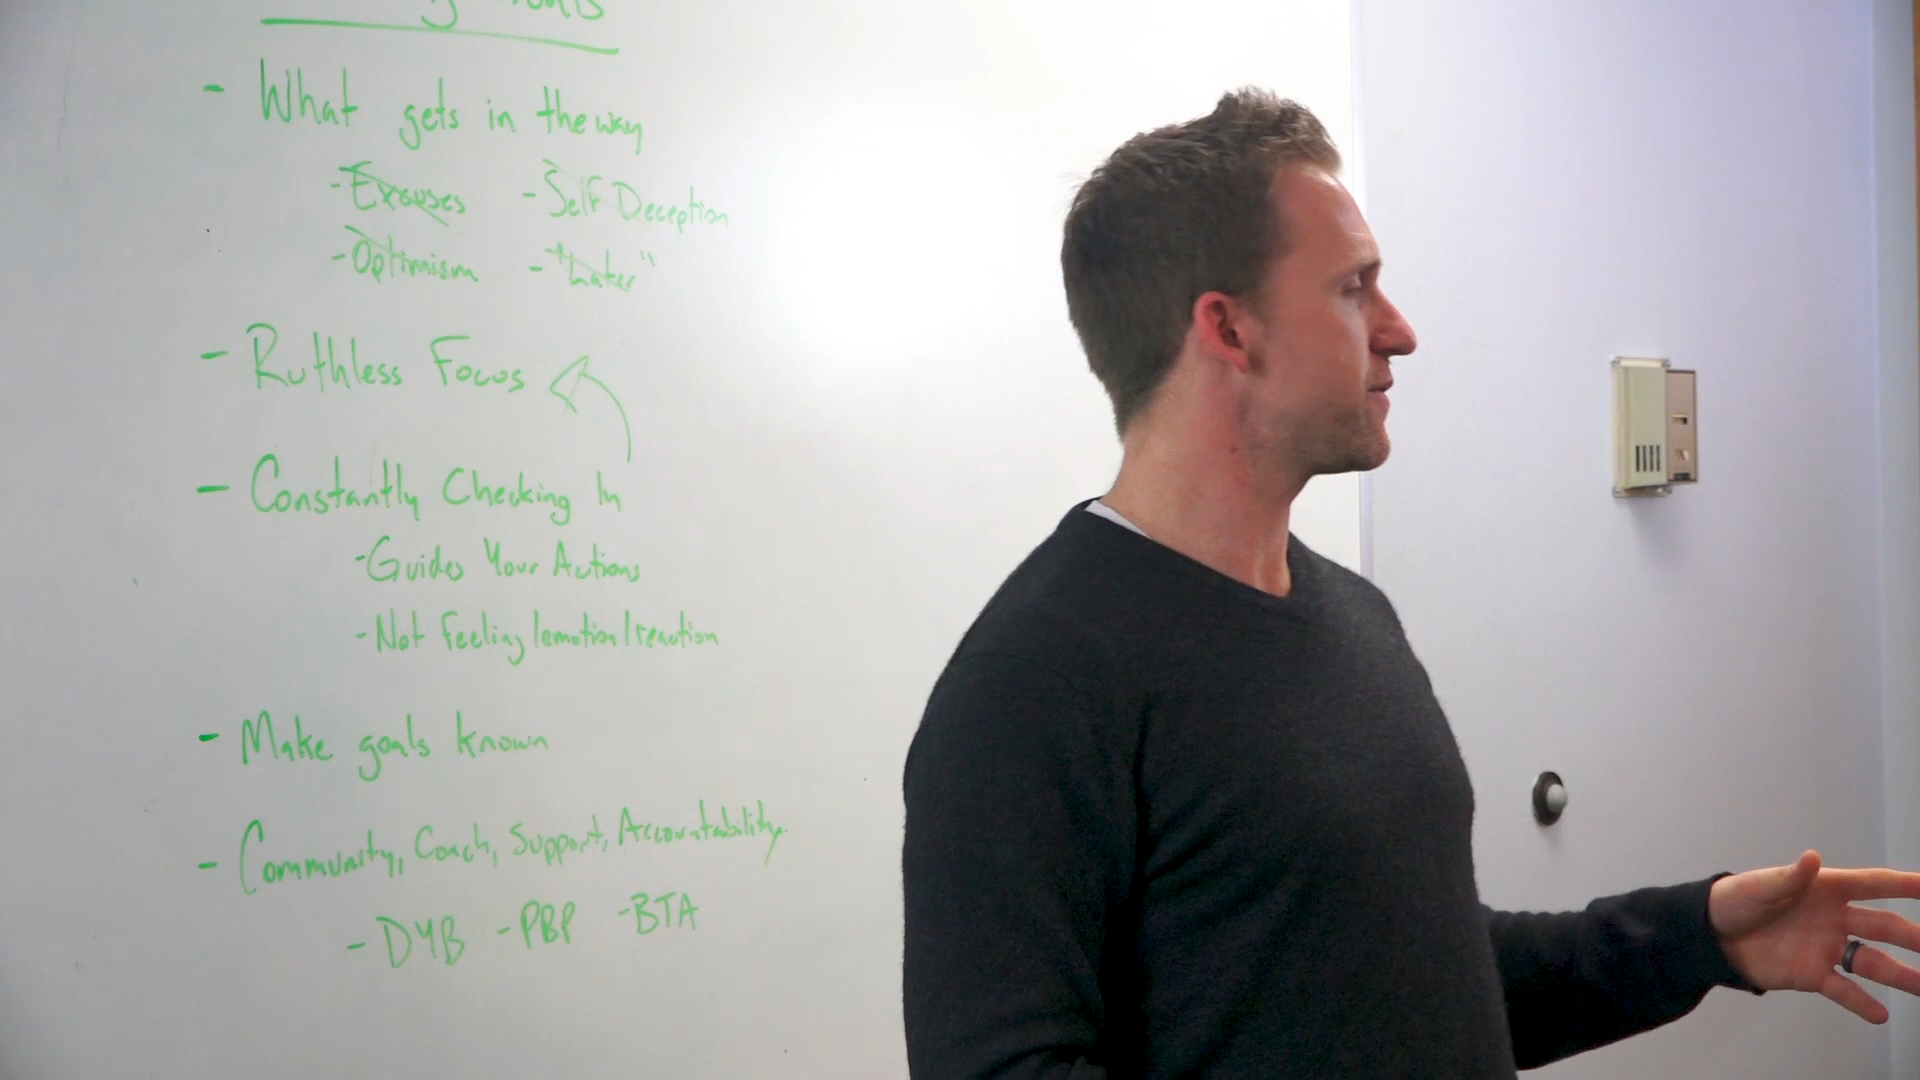 - What gets in the way
- Excuses - Self Deception
- Optimism - "Later"
- Ruthless Focus
- Constantly Checking In
- Guides Your Actions
- Not feeling/emotion/reaction
- Make goals known
- Community, Coach, Support, Accountability.
- DYB - PBP - BTA